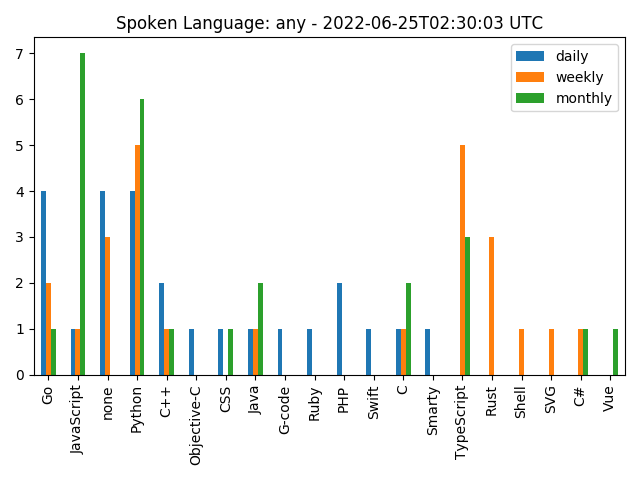 Spoken Language: any - 2022-06-25T02:30:03 UTC
daily
weekly
monthly
7
6
5
4
3
2
1
0
Go
JavaScript
none
Python
C++
Objective-C
CSS
Java
G-code
Ruby
PHP
Swift
C
Smarty
TypeScript
Rust
Shell
SVG
C#
Vue